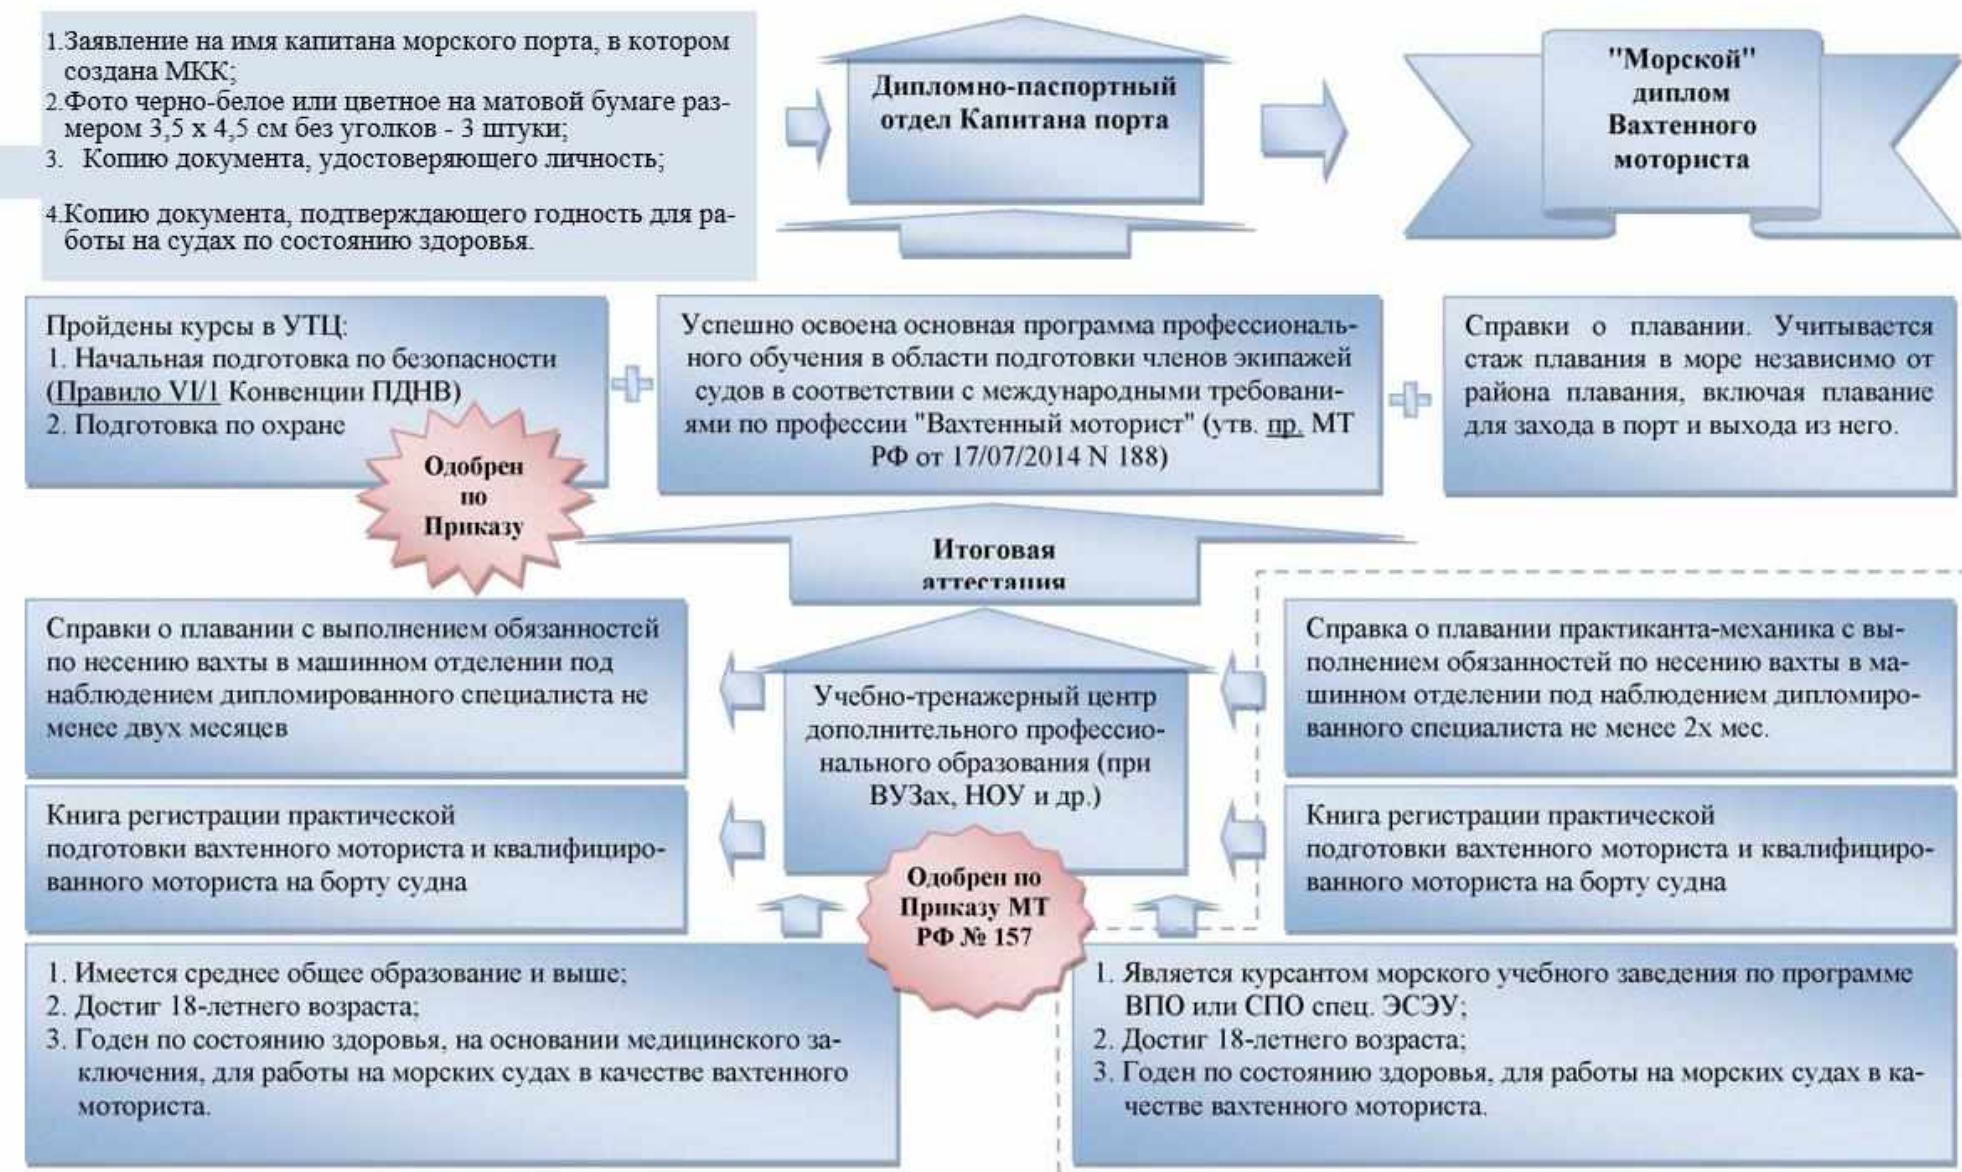 1.Заявление на имя капитана морского порта, в котором
создана МКК;
2.Фото черно-белое или цветное на матовой бумаге раз-
мером 3,5 x 4,5 см без уголков - 3 штуки;
3. Копию документа, удостоверяющего личность;
4.Копию документа, подтверждающего годность для ра-
боты на судах по состоянию здоровья.
Дипломно-паспортный
отдел Капитана порта
"Морской"
диплом
Вахтенного
моториста
Пройдены курсы в УТЦ:
1. Начальная подготовка по безопасности
(Правило VI/1 Конвенции ПДНВ)
2. Подготовка по охране
Одобрен
по
Приказу
Успешно освоена основная программа профессиональ-
ного обучения в области подготовки членов экипажей
судов в соответствии с международными требовани-
ями по профессии "Вахтенный моторист" (утв. пр. МТ
РФ от 17/07/2014 N 188)
Справки о плавании. Учитывается
стаж плавания в море независимо от
района плавания, включая плавание
для захода в порт и выхода из него.
Итоговая
аттестация
Справки о плавании с выполнением обязанностей
по несению вахты в машинном отделении под
наблюдением дипломированного специалиста не
менее двух месяцев
Учебно-тренажерный центр
дополнительного профессио-
нального образования (при
ВУЗах, НОУ и др.)
Справка о плавании практиканта-механика с вы-
полнением обязанностей по несению вахты в ма-
шинном отделении под наблюдением дипломиро-
ванного специалиста не менее 2х мес.
Книга регистрации практической
подготовки вахтенного моториста и квалифициро-
ванного моториста на борту судна
Одобрен по
Приказу МТ
РФ № 157
Книга регистрации практической
подготовки вахтенного моториста и квалифициро-
ванного моториста на борту судна
1. Имеется среднее общее образование и выше;
2. Достиг 18-летнего возраста;
3. Годен по состоянию здоровья, на основании медицинского за-
ключения, для работы на морских судах в качестве вахтенного
моториста.
1. Является курсантом морского учебного заведения по программе
ВПО или СПО спец. ЭСЭУ;
2. Достиг 18-летнего возраста;
3. Годен по состоянию здоровья, для работы на морских судах в ка-
честве вахтенного моториста.